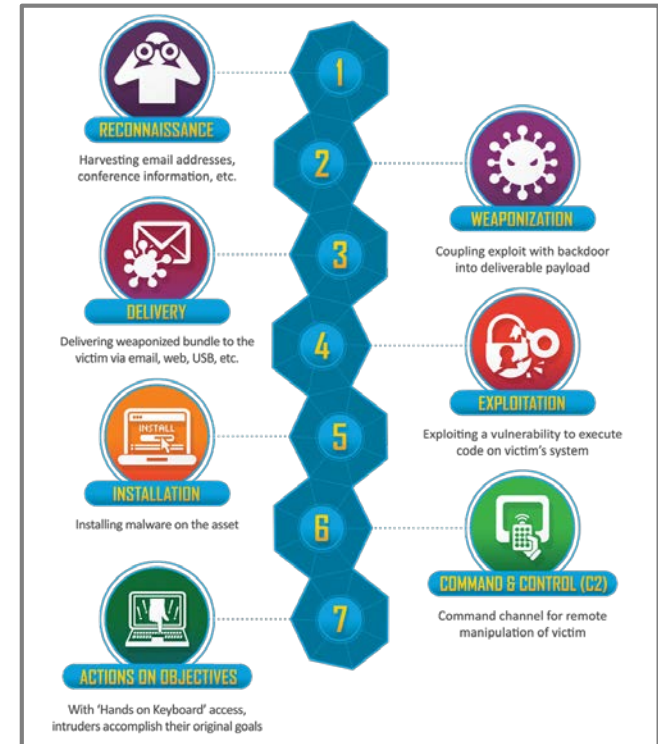 1
RECONNAISSANCE
Harvesting email addresses,
conference information, etc.
2
WEAPONIZATION
Coupling exploit with backdoor
into deliverable payload
3
DELIVERY
Delivering weaponized bundle to the
victim via email, web, USB, etc.
4
EXPLOITATION
Exploiting a vulnerability to execute
code on victim's system
5
INSTALL
INSTALLATION
Installing malware on the asset
6
COMMAND & CONTROL (C2)
Command channel for remote
manipulation of victim
7
ACTIONS ON OBJECTIVES
With 'Hands on Keyboard' access,
intruders accomplish their original goals